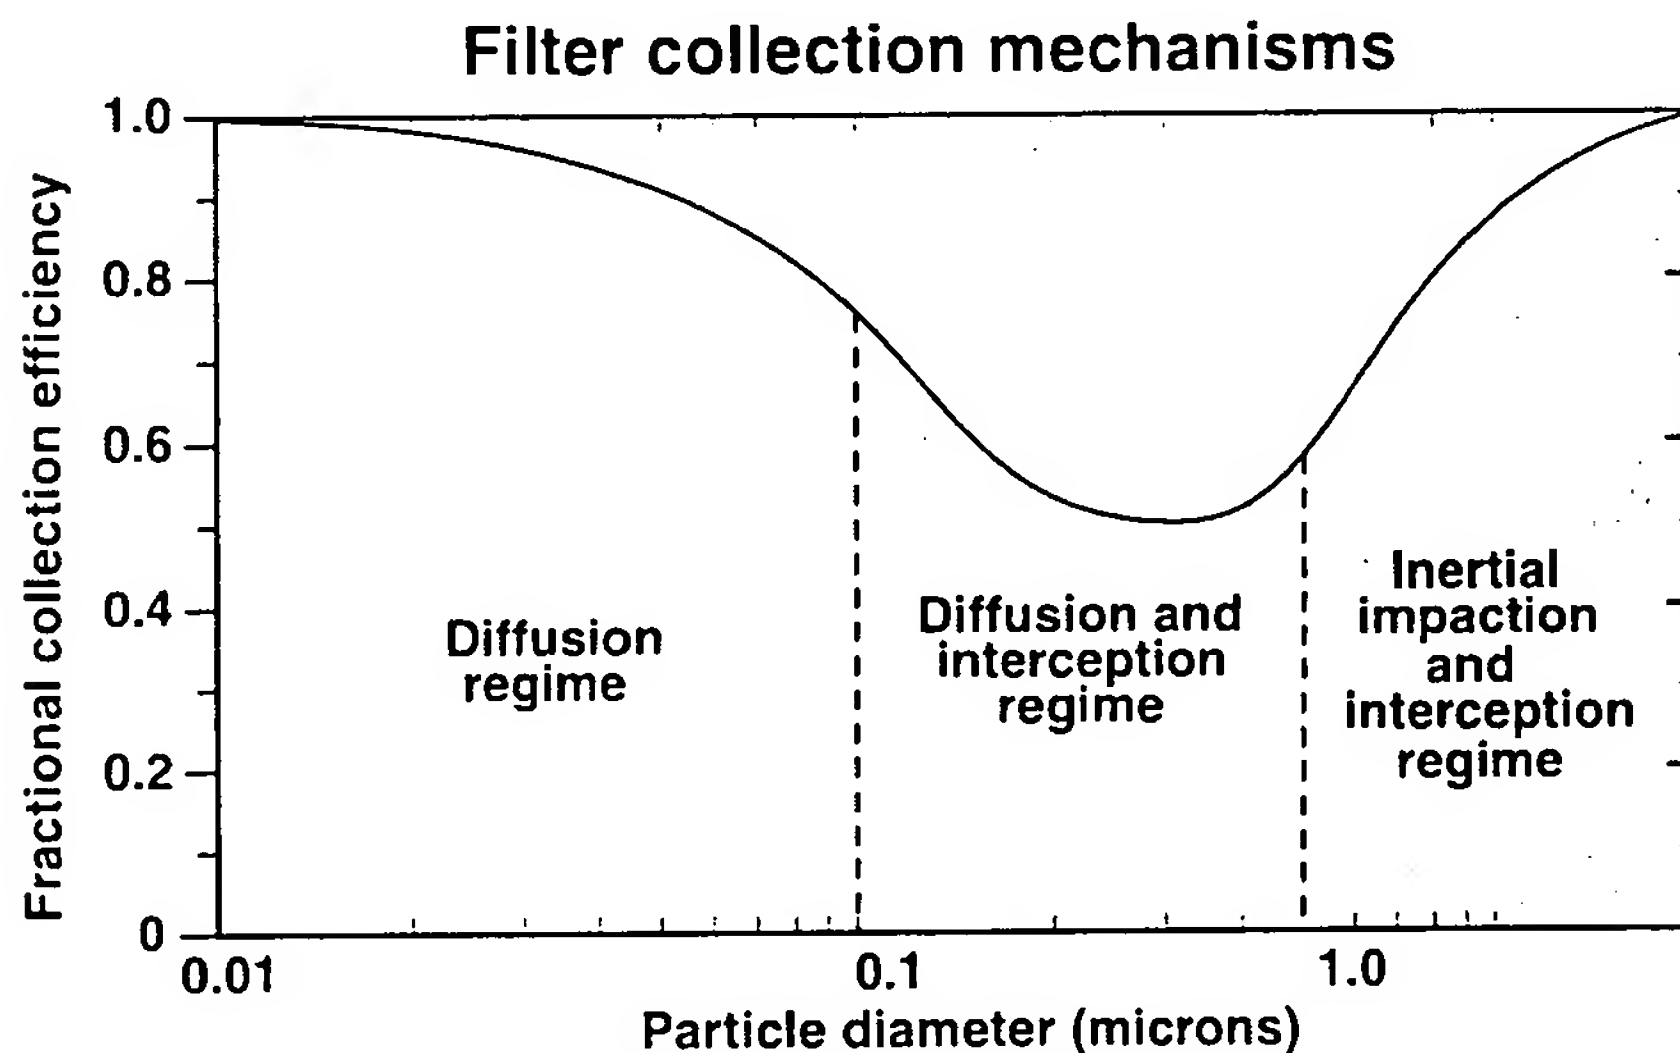 Filter collection mechanisms
Fractional collection efficiency
1.0
0.8
0.6
0.4
0.2
0
Diffusion
regime
Diffusion and
interception
regime
Inertial
impaction
and
interception
regime
0.01
0.1
1.0
Particle diameter (microns)